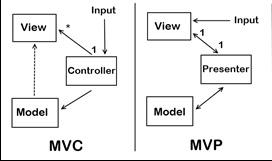 Input
View
*
1
Controller
Model
MVC
View
Input
1
1
Presenter
Model
MVP